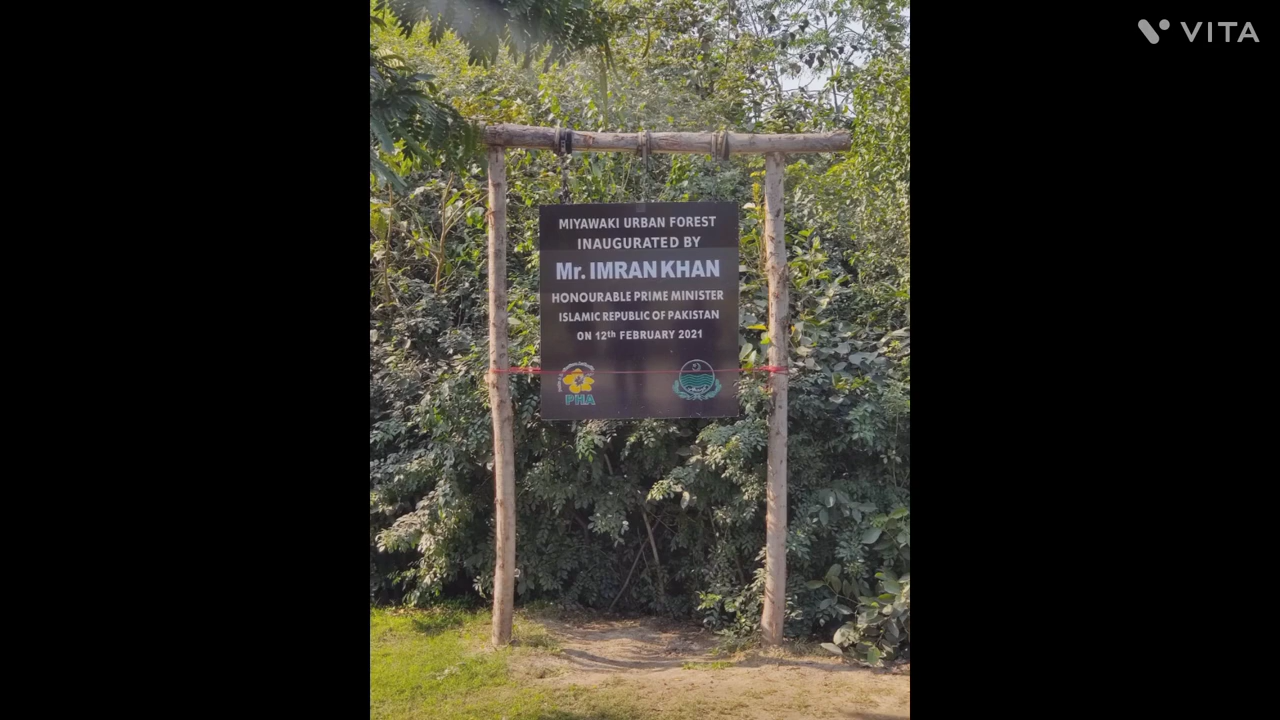 VITA
MIYAWAKI URBAN FOREST
INAUGURATED BY
Mr. IMRAN KHAN
HONOURABLE PRIME MINISTER
ISLAMIC REPUBLIC OF PAKISTAN
ON 12th FEBRUARY 2021
PHA